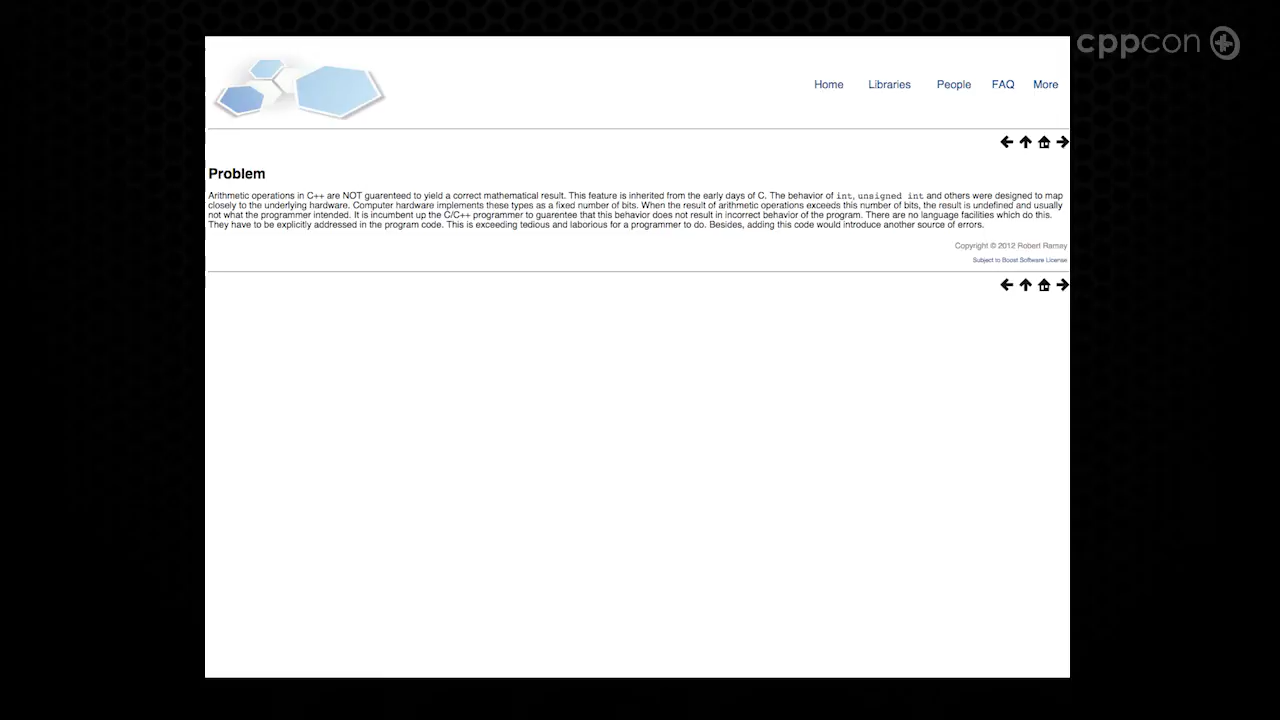 cppcon
Home Libraries People FAQ More
Problem
Arithmetic operations in C++ are NOT guarenteed to yield a correct mathematical result. This feature is inherited from the early days of C. The behavior of int, unsigned int and others were designed to map
closely to the underlying hardware. Computer hardware implements these types as a fixed number of bits. When the result of arithmetic operations exceeds this number of bits, the result is undefined and usually
not what the programmer intended. It is incumbent up the C/C++ programmer to guarentee that this behavior does not result in incorrect behavior of the program. There are no language facilities which do this.
They have to be explicitly addressed in the program code. This is exceeding tedious and laborious for a programmer to do. Besides, adding this code would introduce another source of errors.
Copyright © 2012 Robert Ramey
Subject to Boost Software License